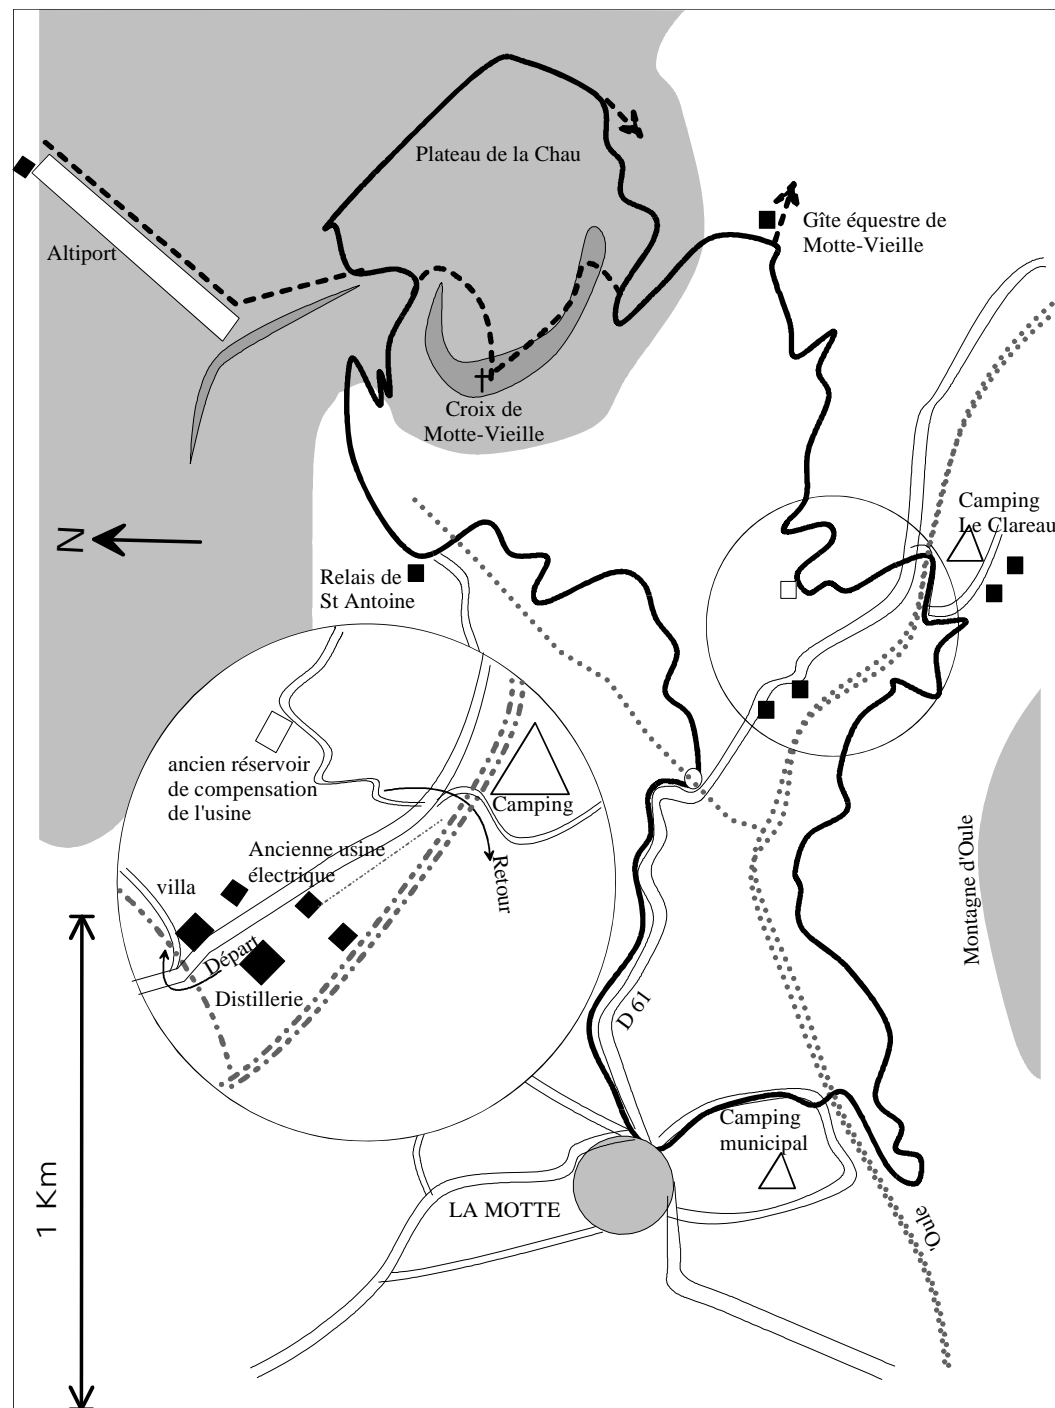 Plateau de la Chau
Altiport
Gîte équestre de
Motte-Vieille
Croix de
Motte-Vieille
N
Camping
Le Clareau
Relais de
St Antoine
ancien réservoir
de compensation
de l'usine
Camping
Ancienne usine
électrique
villa
Retour
Départ
Distillerie
Montagne d'Oule
D 61
1 Km
Camping
municipal
LA MOTTE
'Oule